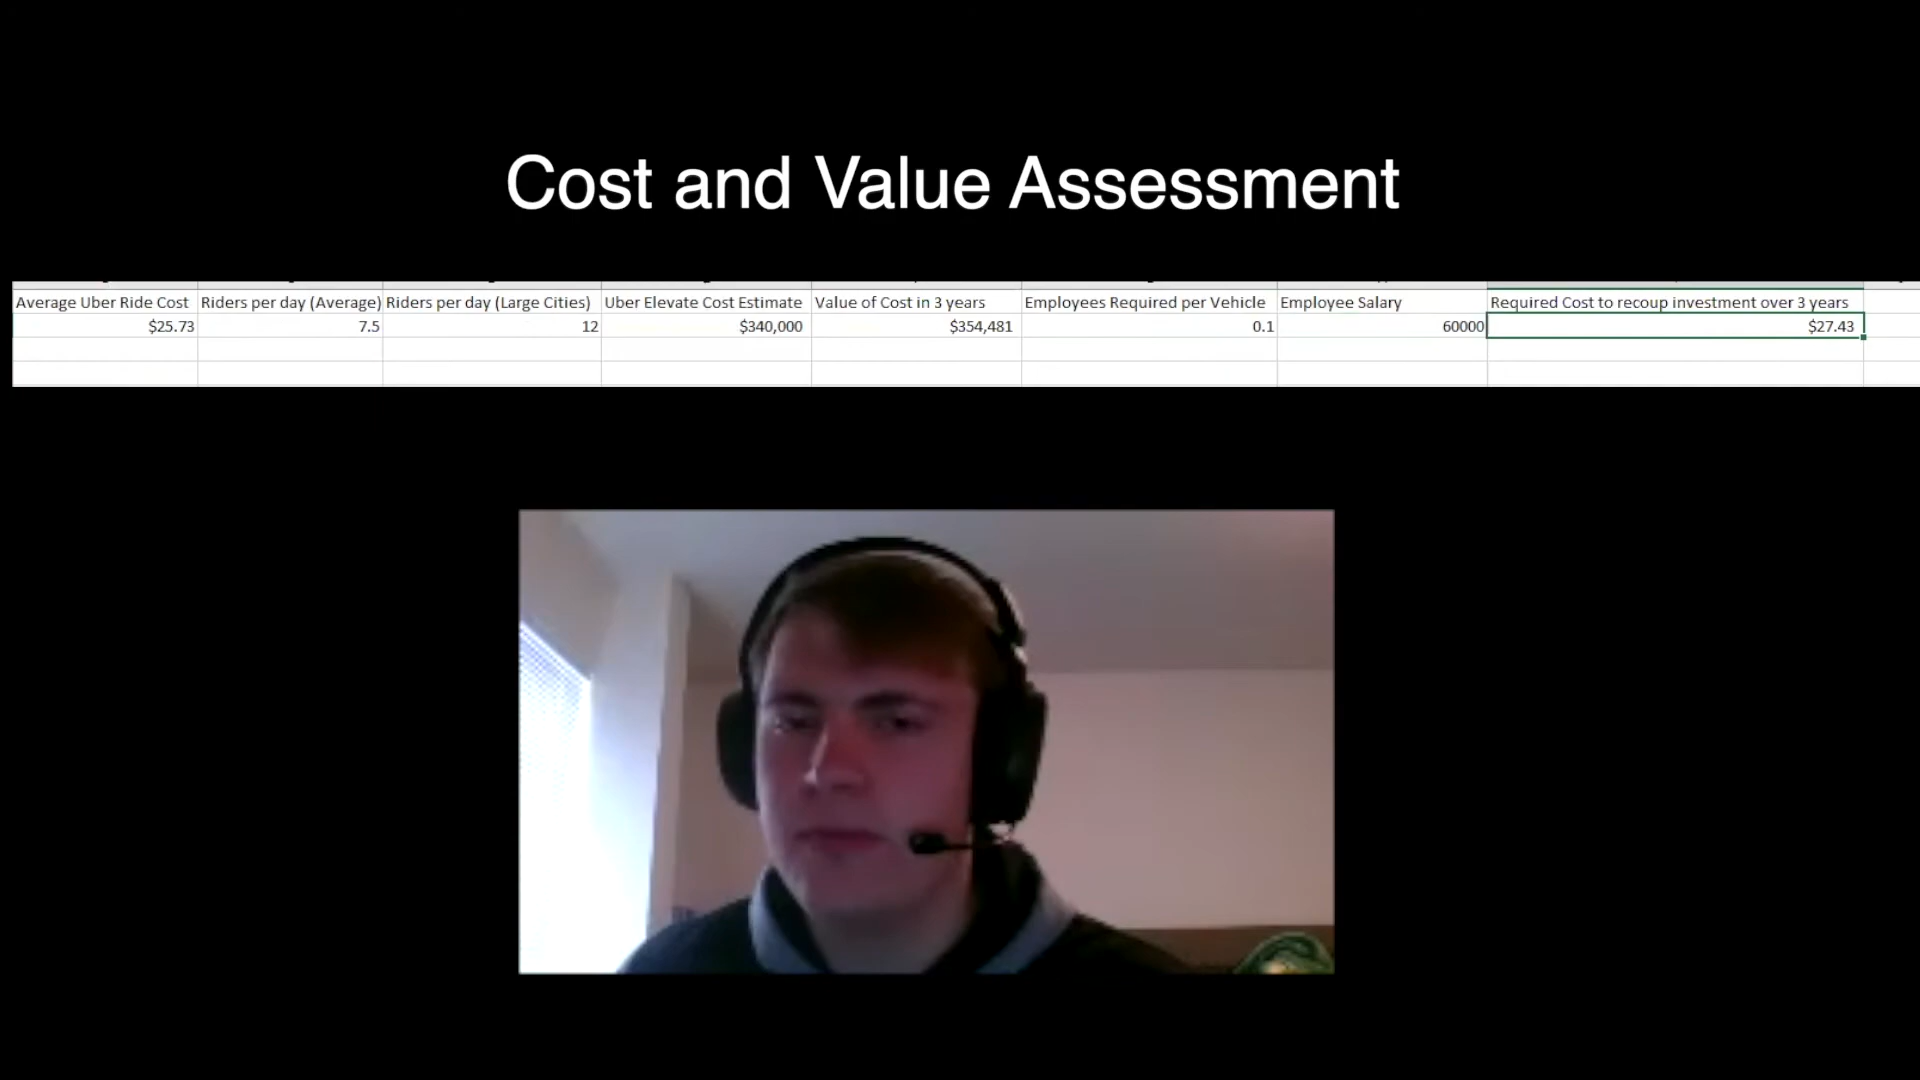 Cost and Value Assessment
Average Uber Ride Cost Riders per day (Average) Riders per day (Large Cities) Uber Elevate Cost Estimate Value of Cost in 3 years Employees Required per Vehicle Employee Salary Required Cost to recoup investment over 3 years
$25.73 7.5 12 $340,000 $354,481 0.1 60000 $27.43